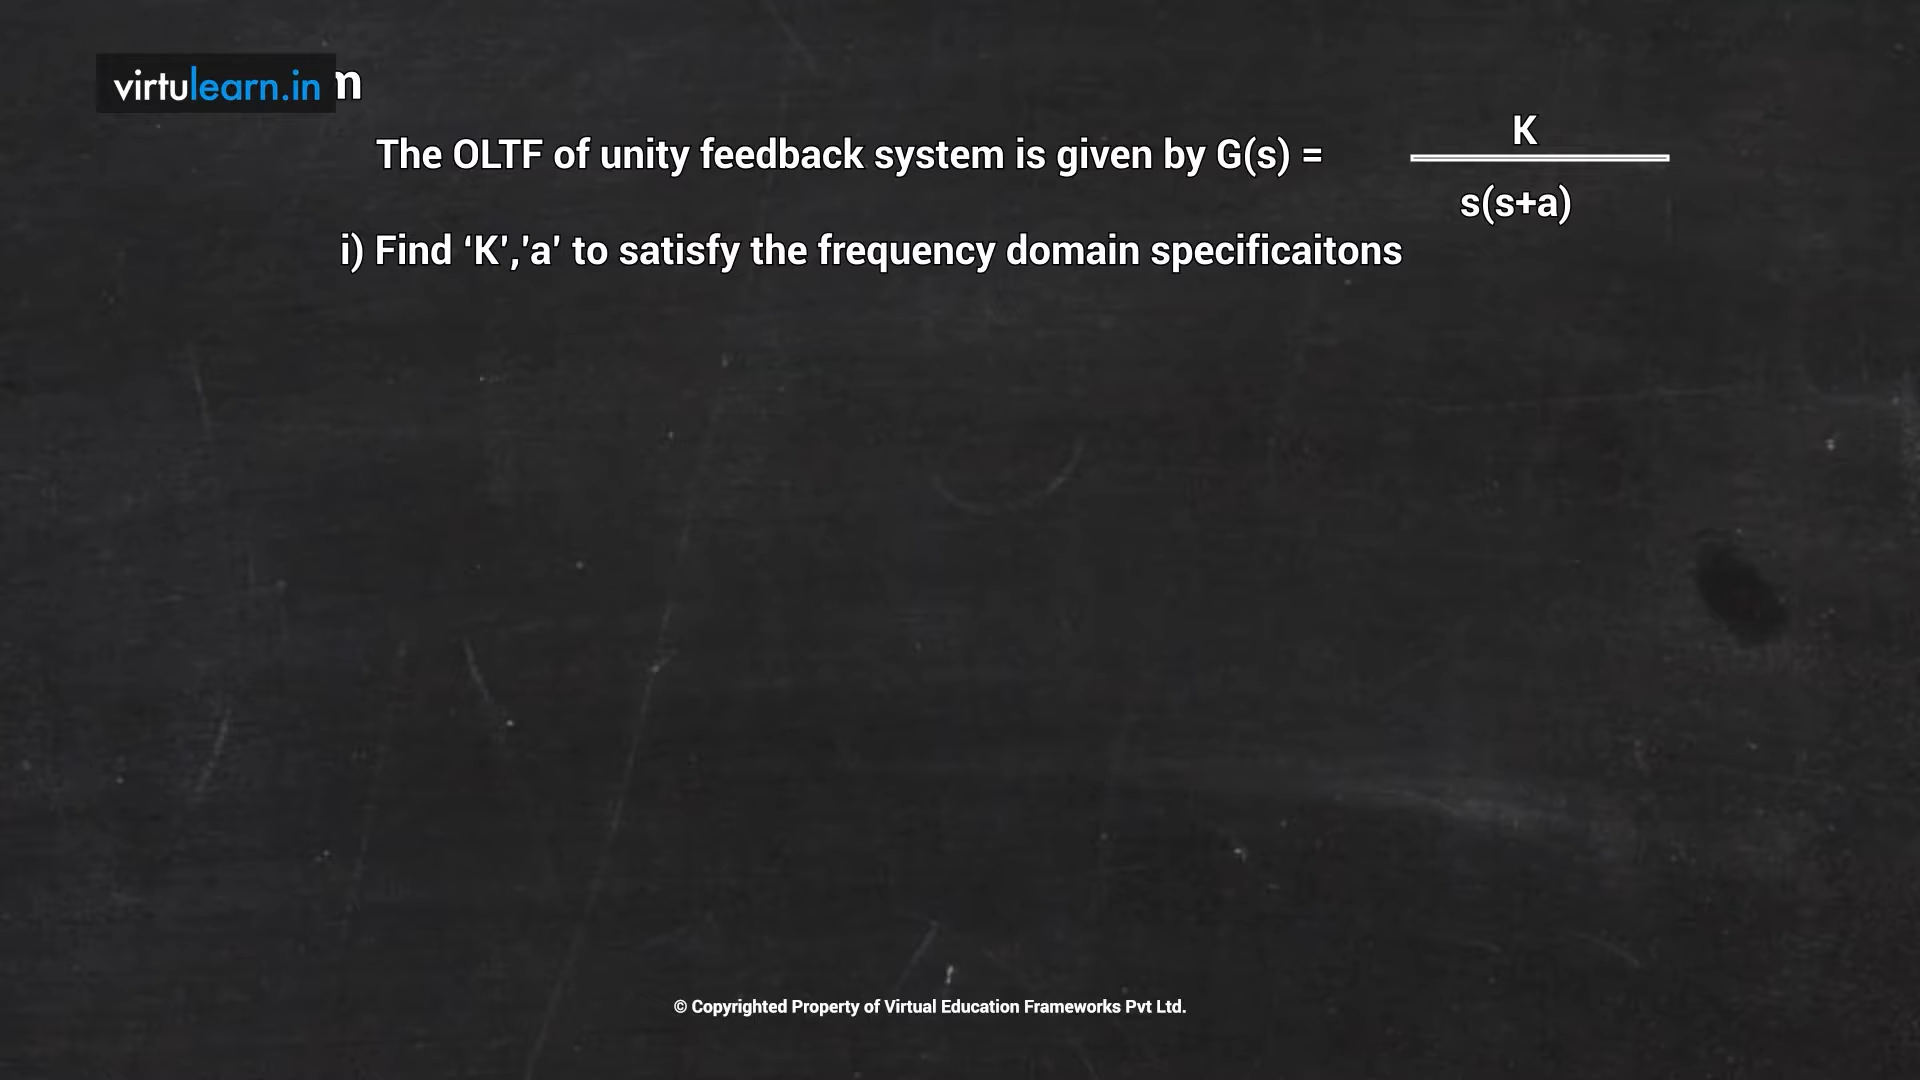 virtulearn.in m
The OLTF of unity feedback system is given by G(s) =
K
s(s+a)
i) Find ‘K’,’a’ to satisfy the frequency domain specificaitons
© Copyrighted Property of Virtual Education Frameworks Pvt Ltd.